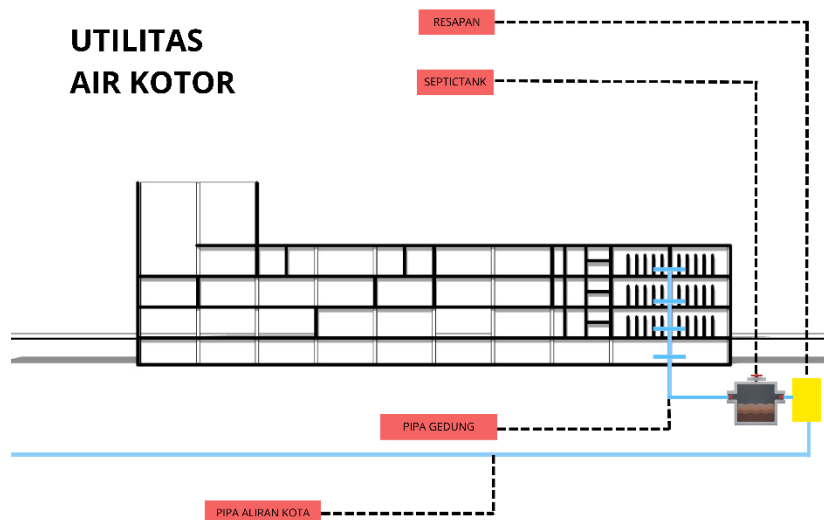 UTILITAS
AIR KOTOR
RESAPAN
SEPTICTANK
PIPA GEDUNG
PIPA ALIRAN KOTA